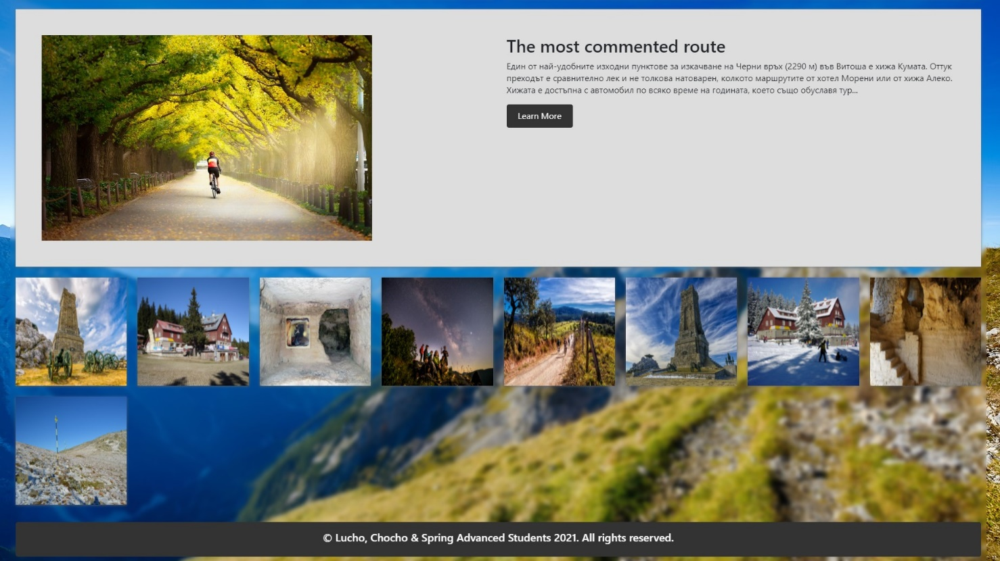 The most commented route
Един от най-удобните изходни пунктове за изкачване на Черни връх (2290 м) във Витоша е хижа Кумата. Оттук
преходът е сравнително лек и не толкова натоварен, колкото маршрутите от хотел Морени или от хижа Алеко.
Хижата е достъпна с автомобил по всяко време на годината, което също обуславя тур...
Learn More
© Lucho, Chocho & Spring Advanced Students 2021. All rights reserved.